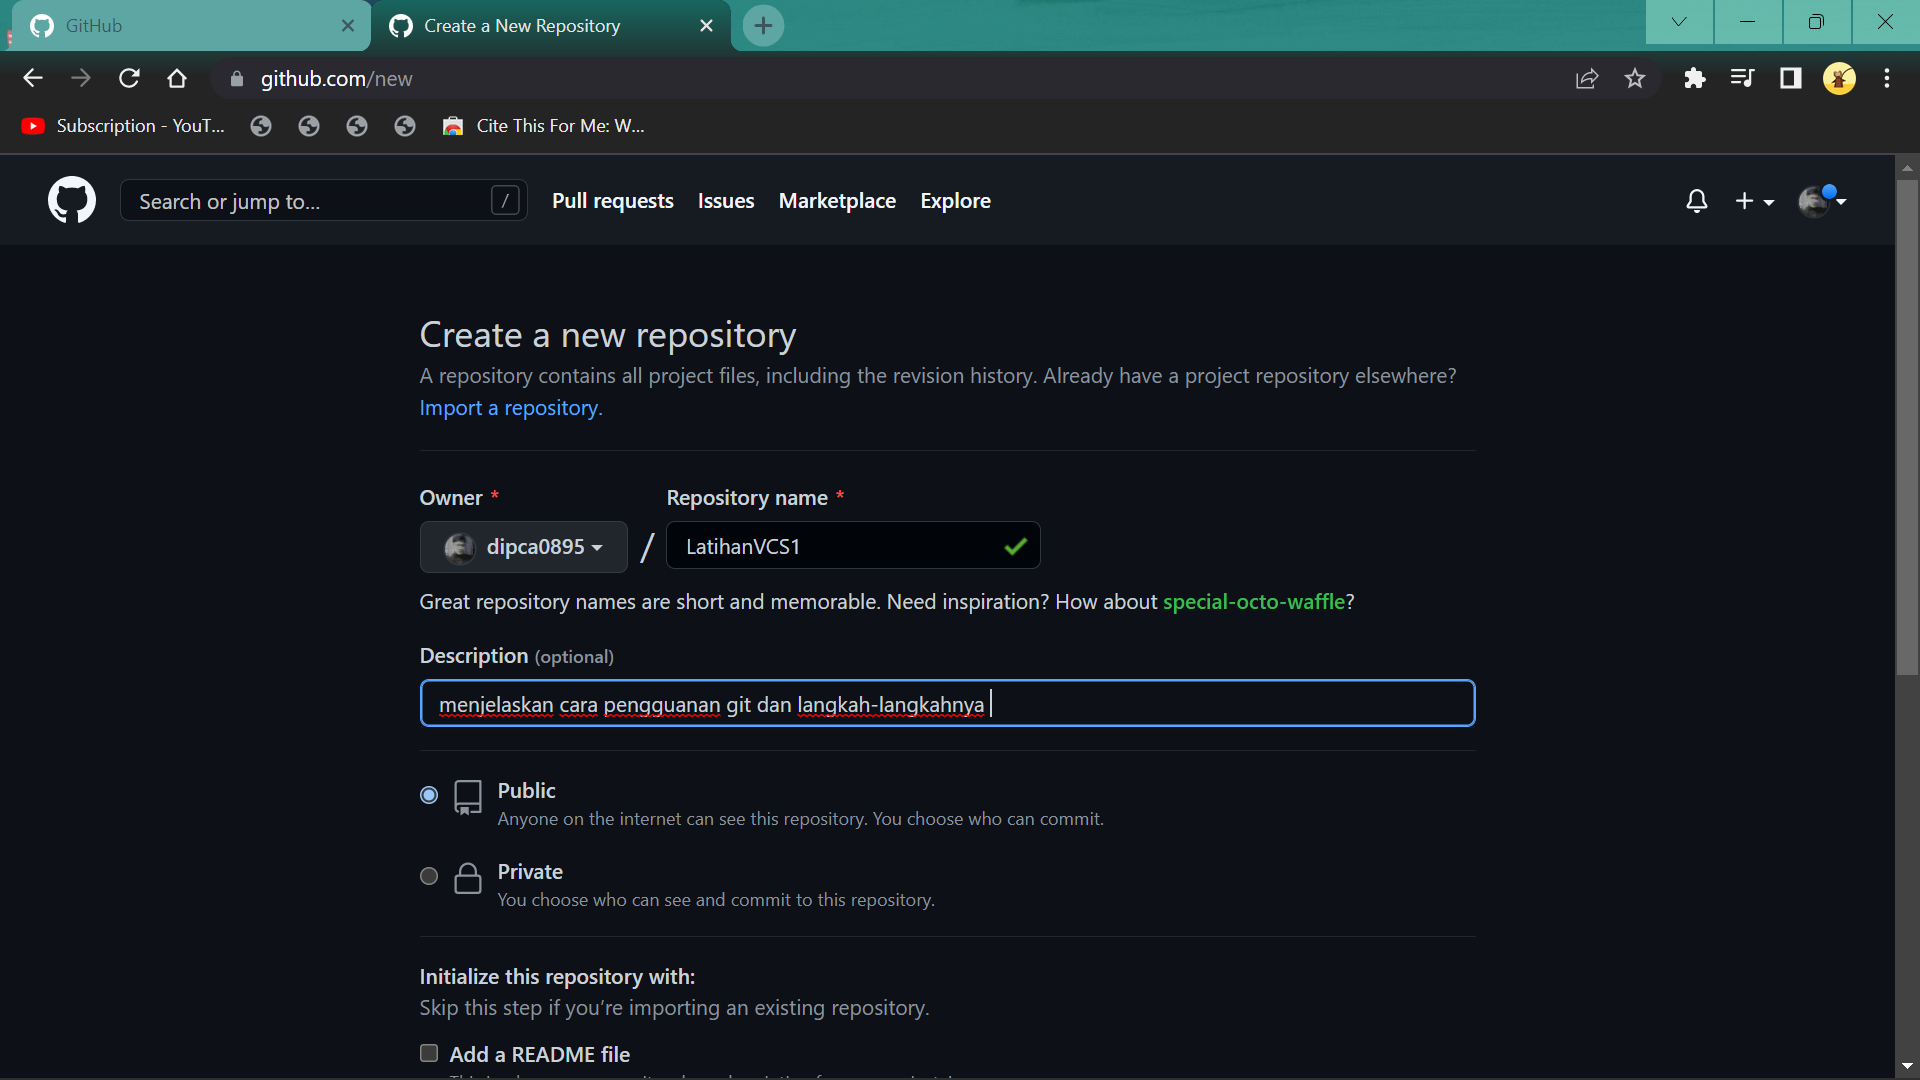 GitHub
Create a New Repository
github.com/new
Subscription - YouT...
Cite This For Me: W...
Search or jump to...
/
Pull requests
Issues
Marketplace
Explore
Create a new repository
A repository contains all project files, including the revision history. Already have a project repository elsewhere?
Import a repository.
Owner *
Repository name *
dipca0895
/
LatihanVCS1
Great repository names are short and memorable. Need inspiration? How about special-octo-waffle?
Description (optional)
menjelaskan cara pengguanan git dan langkah-langkahnya
Public
Anyone on the internet can see this repository. You choose who can commit.
Private
You choose who can see and commit to this repository.
Initialize this repository with:
Skip this step if you’re importing an existing repository.
Add a README file